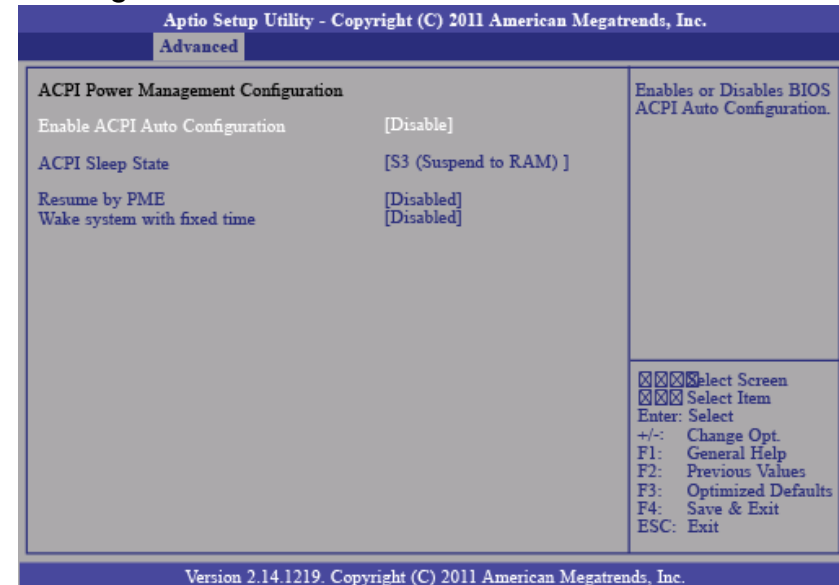 Aptio Setup Utility - Copyright (C) 2011 American Megatrends, Inc.
Advanced
ACPI Power Management Configuration
Enable ACPI Auto Configuration [Disable]
ACPI Sleep State [S3 (Suspend to RAM) ]
Resume by PME [Disabled]
Wake system with fixed time [Disabled]
Enables or Disables BIOS
ACPI Auto Configuration.
Select Screen
Select Item
Enter: Select
+/-: Change Opt.
F1: General Help
F2: Previous Values
F3: Optimized Defaults
F4: Save & Exit
ESC: Exit
Version 2.14.1219. Copyright (C) 2011 American Megatrends, Inc.